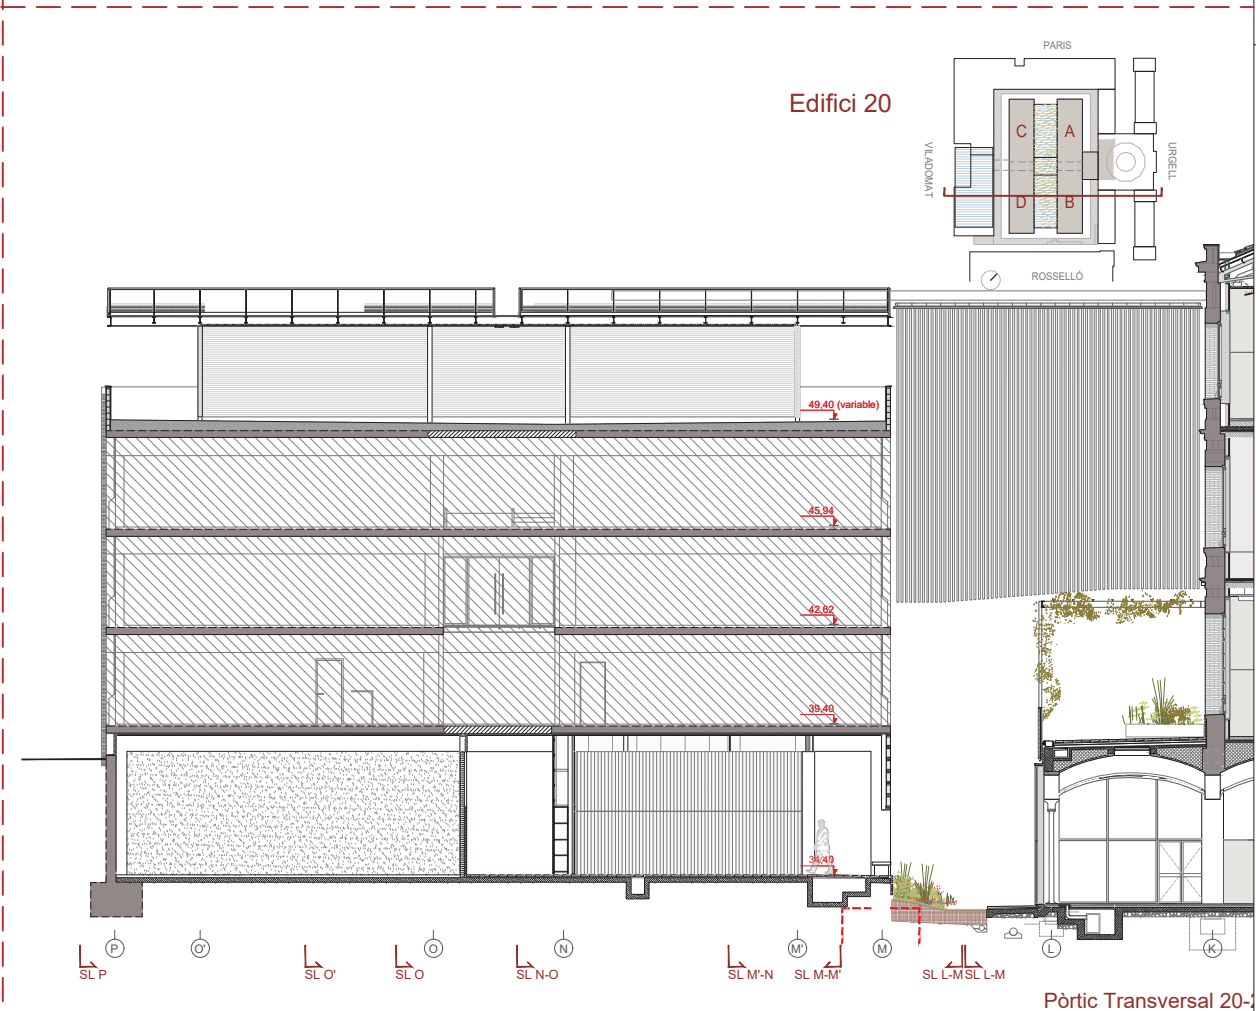 PARIS
Edifici 20
C A
VILADOMAT
URGELL
D B
ROSSELLÓ
49,40 (variable)
45,94
42,62
39,40
34,40
P O' O N M' M L K
SL P SL O' SL O SL N-O SL M'-N SL M-M' SL L-M SL L-M
Pòrtic Transversal 20-